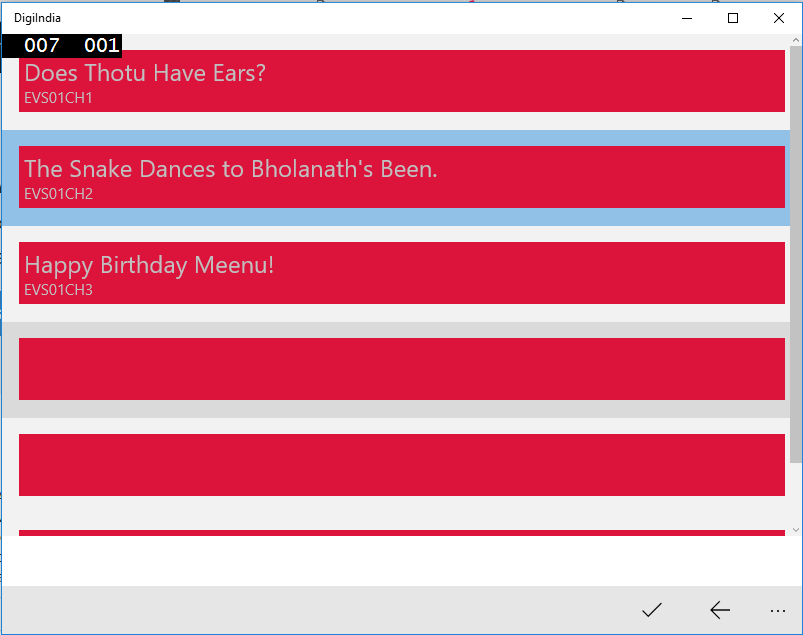 DigiIndia
007 001
Does Thotu Have Ears?
EVS01CH1
The Snake Dances to Bholanath's Been.
EVS01CH2
Happy Birthday Meenu!
EVS01CH3